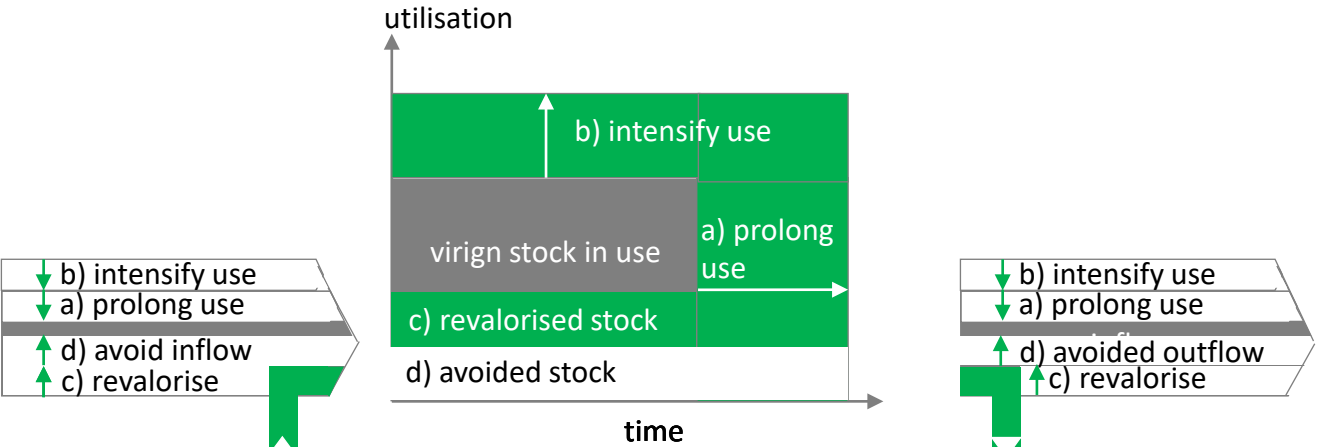 utilisation
b) intensify use
virign stock in use
a) prolong
use
c) revalorised stock
d) avoided stock
time
b) intensify use
a) prolong use
d) avoid inflow
c) revalorise
b) intensify use
a) prolong use
d) avoided outflow
c) revalorise